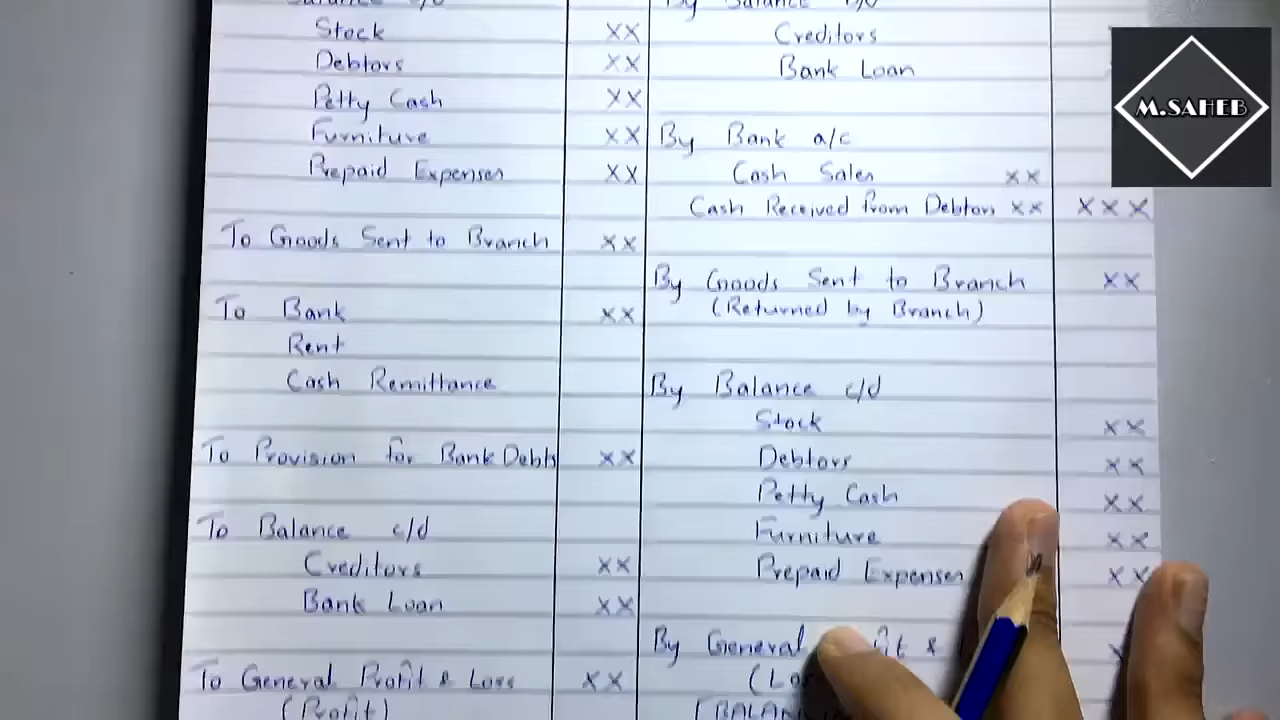 Stock XX
Debtors XX
Petty Cash XX
Furniture XX
Prepaid Expenses XX
To Goods Sent to Branch XX
To Bank XX
Rent
Cash Remittance
To Provision for Bank Debts XX
To Balance c/d
Creditors XX
Bank Loan XX
To General Profit & Loss XX
(Profit)
By Balance b/d
Creditors
Bank Loan
By Bank a/c
Cash Sales XX
Cash Received from Debtors XX XXX
By Goods Sent to Branch XX
(Returned by Branch)
By Balance c/d
Stock XX
Debtors XX
Petty Cash XX
Furniture XX
Prepaid Expenses XX
By General &
M.SAHEB